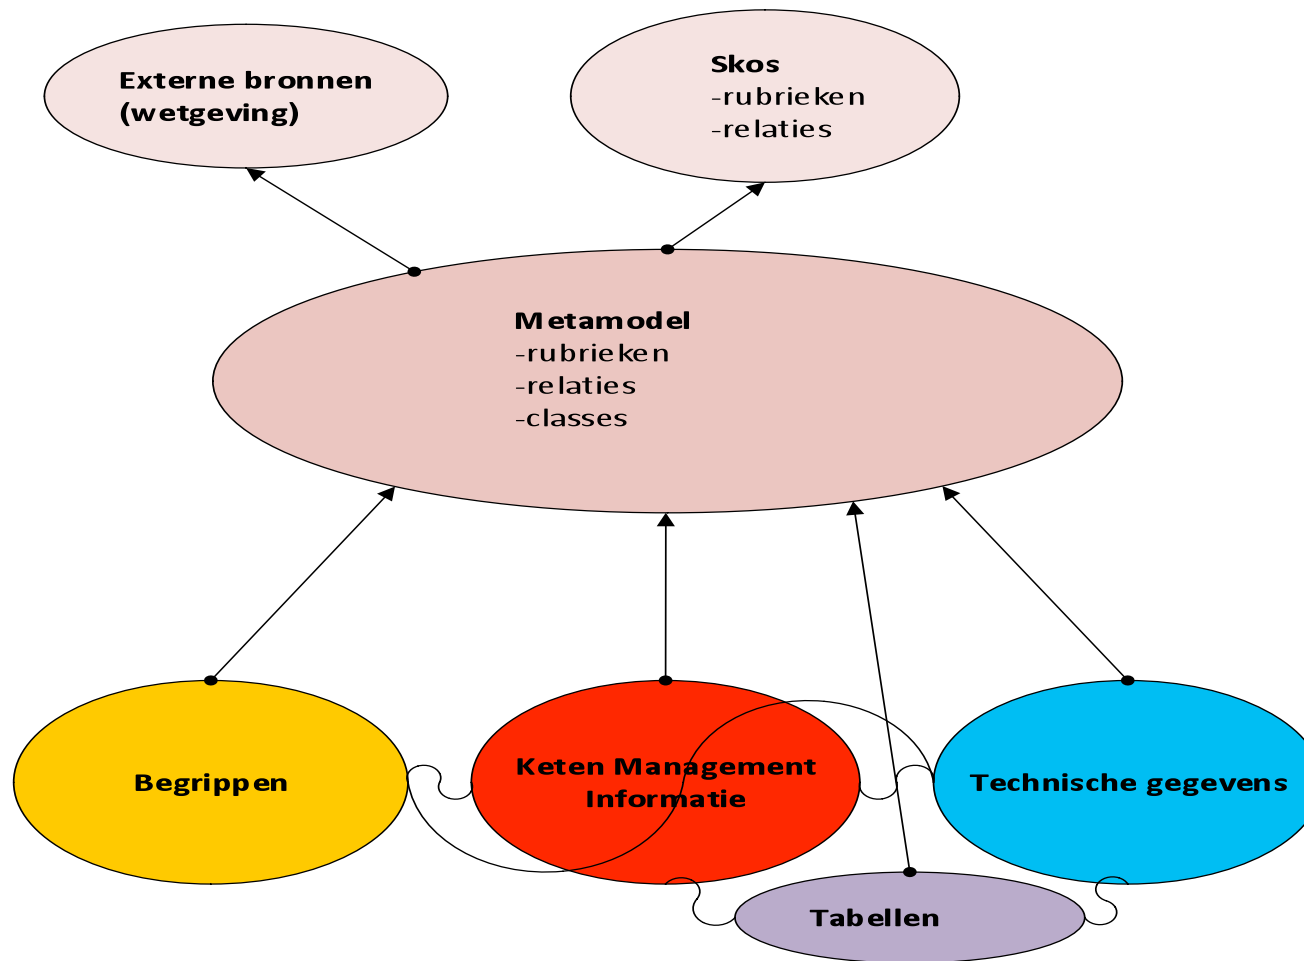 Externe bronnen
(wetgeving)
Skos
-rubrieken
-relaties
Metamodel
-rubrieken
-relaties
-classes
Begrippen
Keten Management
Informatie
Technische gegevens
Tabellen